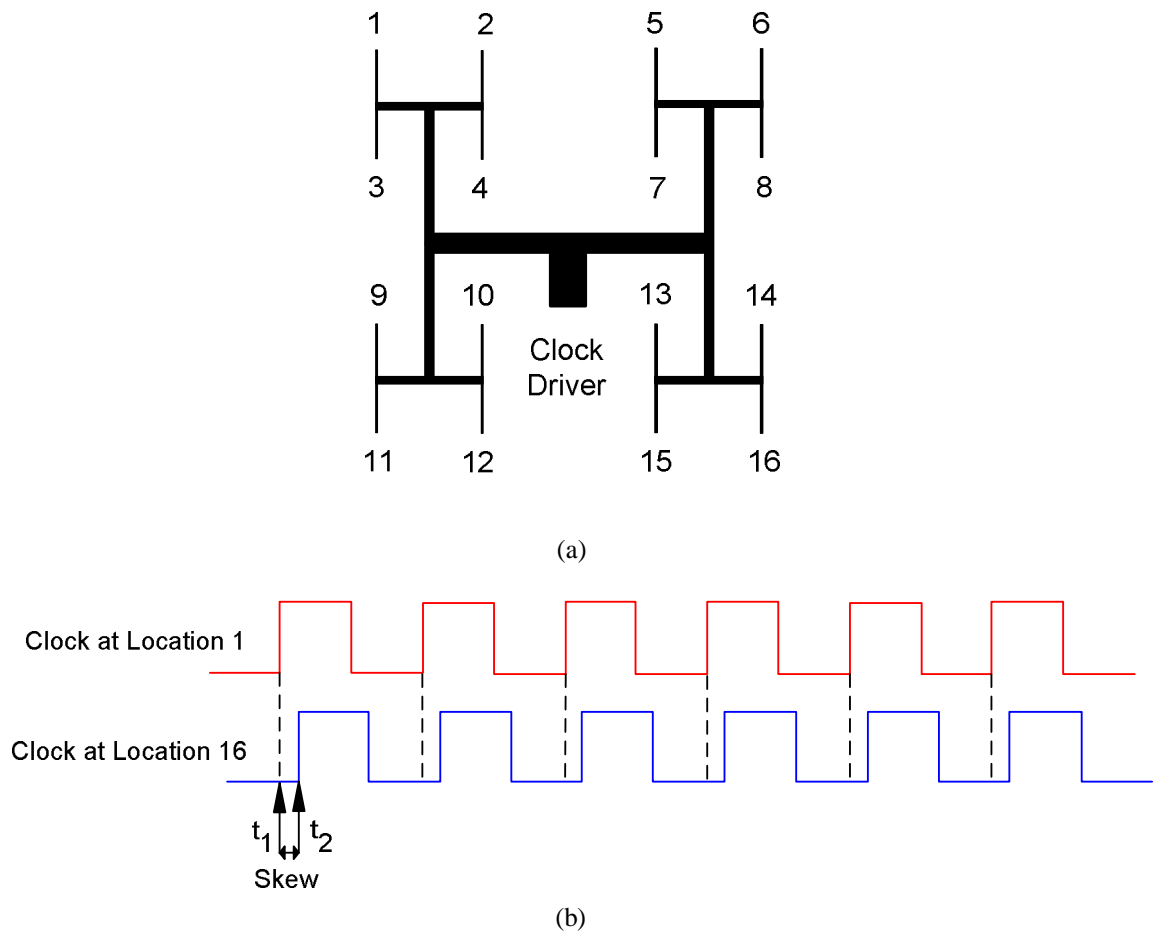 1 2 5 6
3 4 7 8
9 10 13 14
Clock
Driver
11 12 15 16
(a)
Clock at Location 1
Clock at Location 16
t1 t2
Skew
(b)